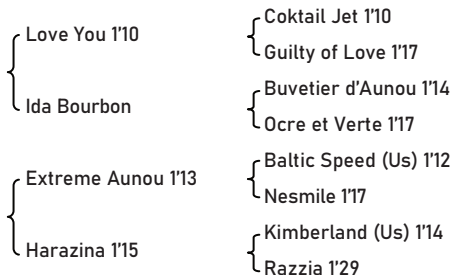 Coktail Jet 1'10
Love You 1'10
Guilty of Love 1'17
Buvetier d'Aunou 1'14
Ida Bourbon
Ocre et Verte 1'17
Baltic Speed (Us) 1'12
Extreme Aunou 1'13
Nesmile 1'17
Kimberland (Us) 1'14
Harazina 1'15
Razzia 1'29